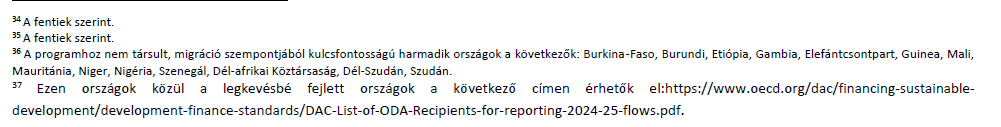 34 A fentiek szerint.
35 A fentiek szerint.
36 A programhoz nem társult, migráció szempontjából kulcsfontosságú harmadik országok a következők: Burkina-Faso, Burundi, Etiópia, Gambia, Elefántcsontpart, Guinea, Mali,
Mauritánia, Niger, Nigéria, Szenegál, Dél-afrikai Köztársaság, Dél-Szudán, Szudán.
37 Ezen országok közül a legkevésbé fejlett országok a következő címen érhetők el:https://www.oecd.org/dac/financing-sustainable-
development/development-finance-standards/DAC-List-of-ODA-Recipients-for-reporting-2024-25-flows.pdf.